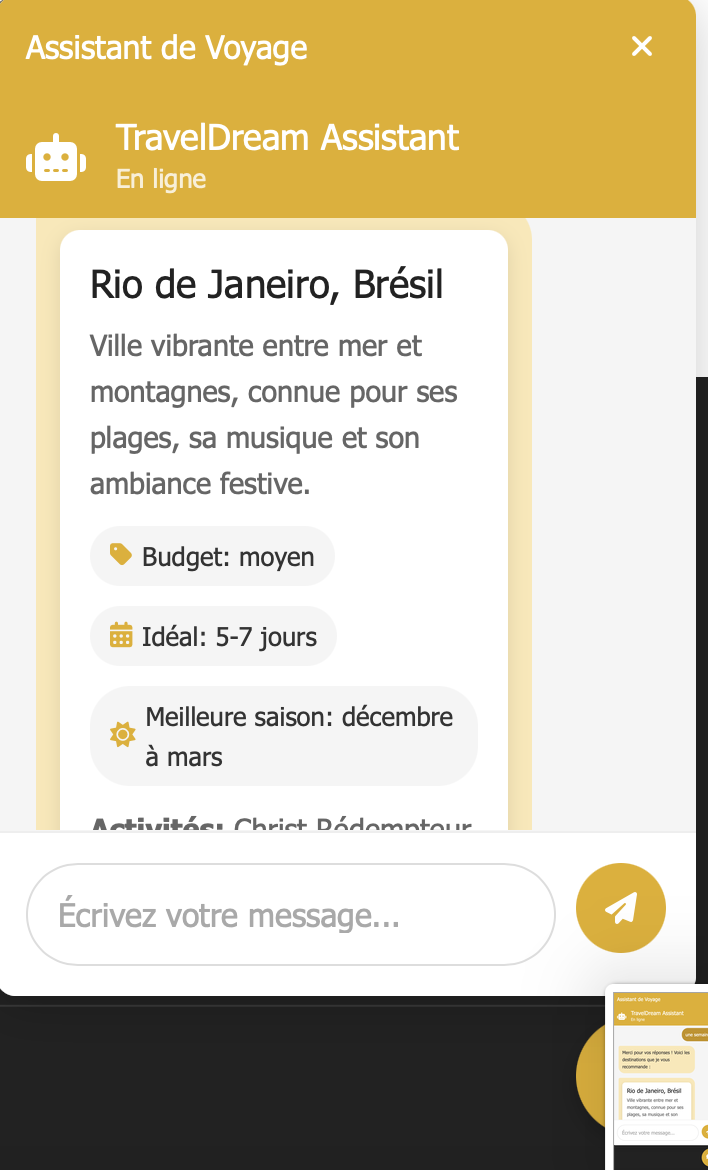 Assistant de Voyage
TravelDream Assistant
En ligne
Rio de Janeiro, Brésil
Ville vibrante entre mer et
montagnes, connue pour ses
plages, sa musique et son
ambiance festive.
Budget: moyen
Idéal: 5-7 jours
Meilleure saison: décembre
à mars
Activités: Christ Rédempteur
Écrivez votre message...
Assistant de Voyage
TravelDream Assistant
En ligne
Merci pour vos réponses ! Voici les
destinations que je vous
recommande :
Rio de Janeiro, Brésil
Ville vibrante entre mer et
montagnes, connue pour ses
plages, sa musique et son
Écrivez votre message...